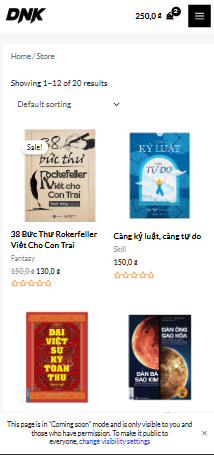 DNK
250,0 ₫ 2
Home / Store
Showing 1–12 of 20 results
Default sorting
Sale!
38
bức thư
Rockefeller
Viết cho
Con Trai
KỶ LUẬT
TỰ DO
38 Bức Thư Rokerfeller
Viết Cho Con Trai
Fantasy
150,0 ₫ 130,0 ₫
Càng kỷ luật, càng tự do
Skill
150,0 ₫
ĐẠI
VIỆT SỬ
KÝ TOÀN
THƯ
ĐÀN ÔNG
SAO HỎA
ĐÀN BÀ
SAO KIM
This page is in "Coming soon" mode and is only visible to you and
those who have permission. To make it public to
everyone, change visibility settings